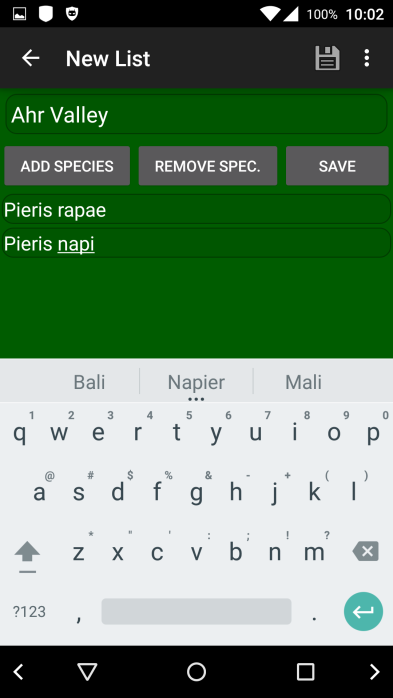 100% 10:02
New List
Ahr Valley
ADD SPECIES REMOVE SPEC. SAVE
Pieris rapae
Pieris napi
Bali Napier Mali
1 2 3 4 5 6 7 8 9 0
q w e r t y u i o p
@ # $ % & - + ( )
a s d f g h j k l
* " ' : ; ! ?
z x c v b n m
?123 , .